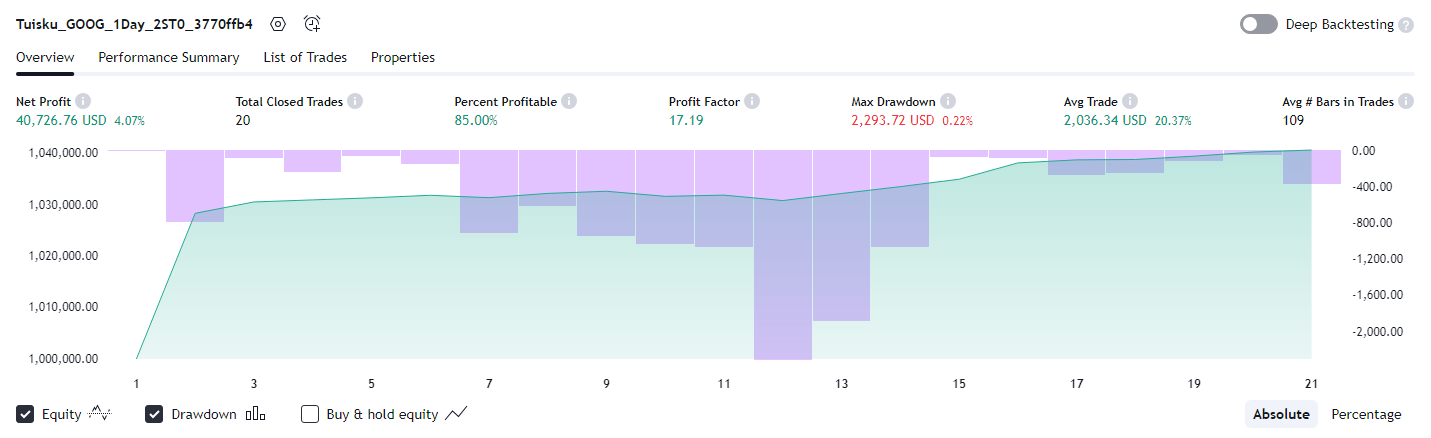 Tuisku_GOOG_1Day_2ST0_3770ffb4 Deep Backtesting ?
Overview Performance Summary List of Trades Properties
Net Profit i Total Closed Trades i Percent Profitable i Profit Factor i Max Drawdown i Avg Trade i Avg # Bars in Trades i
40,726.76 USD 4.07% 20 85.00% 17.19 2,293.72 USD 0.22% 2,036.34 USD 20.37% 109
1,040,000.00 0.00
1,030,000.00 -400.00
1,020,000.00 -800.00
1,010,000.00 -1,200.00
1,000,000.00 -1,600.00
-2,000.00
1 3 5 7 9 11 13 15 17 19 21
Equity Drawdown Buy & hold equity Absolute Percentage